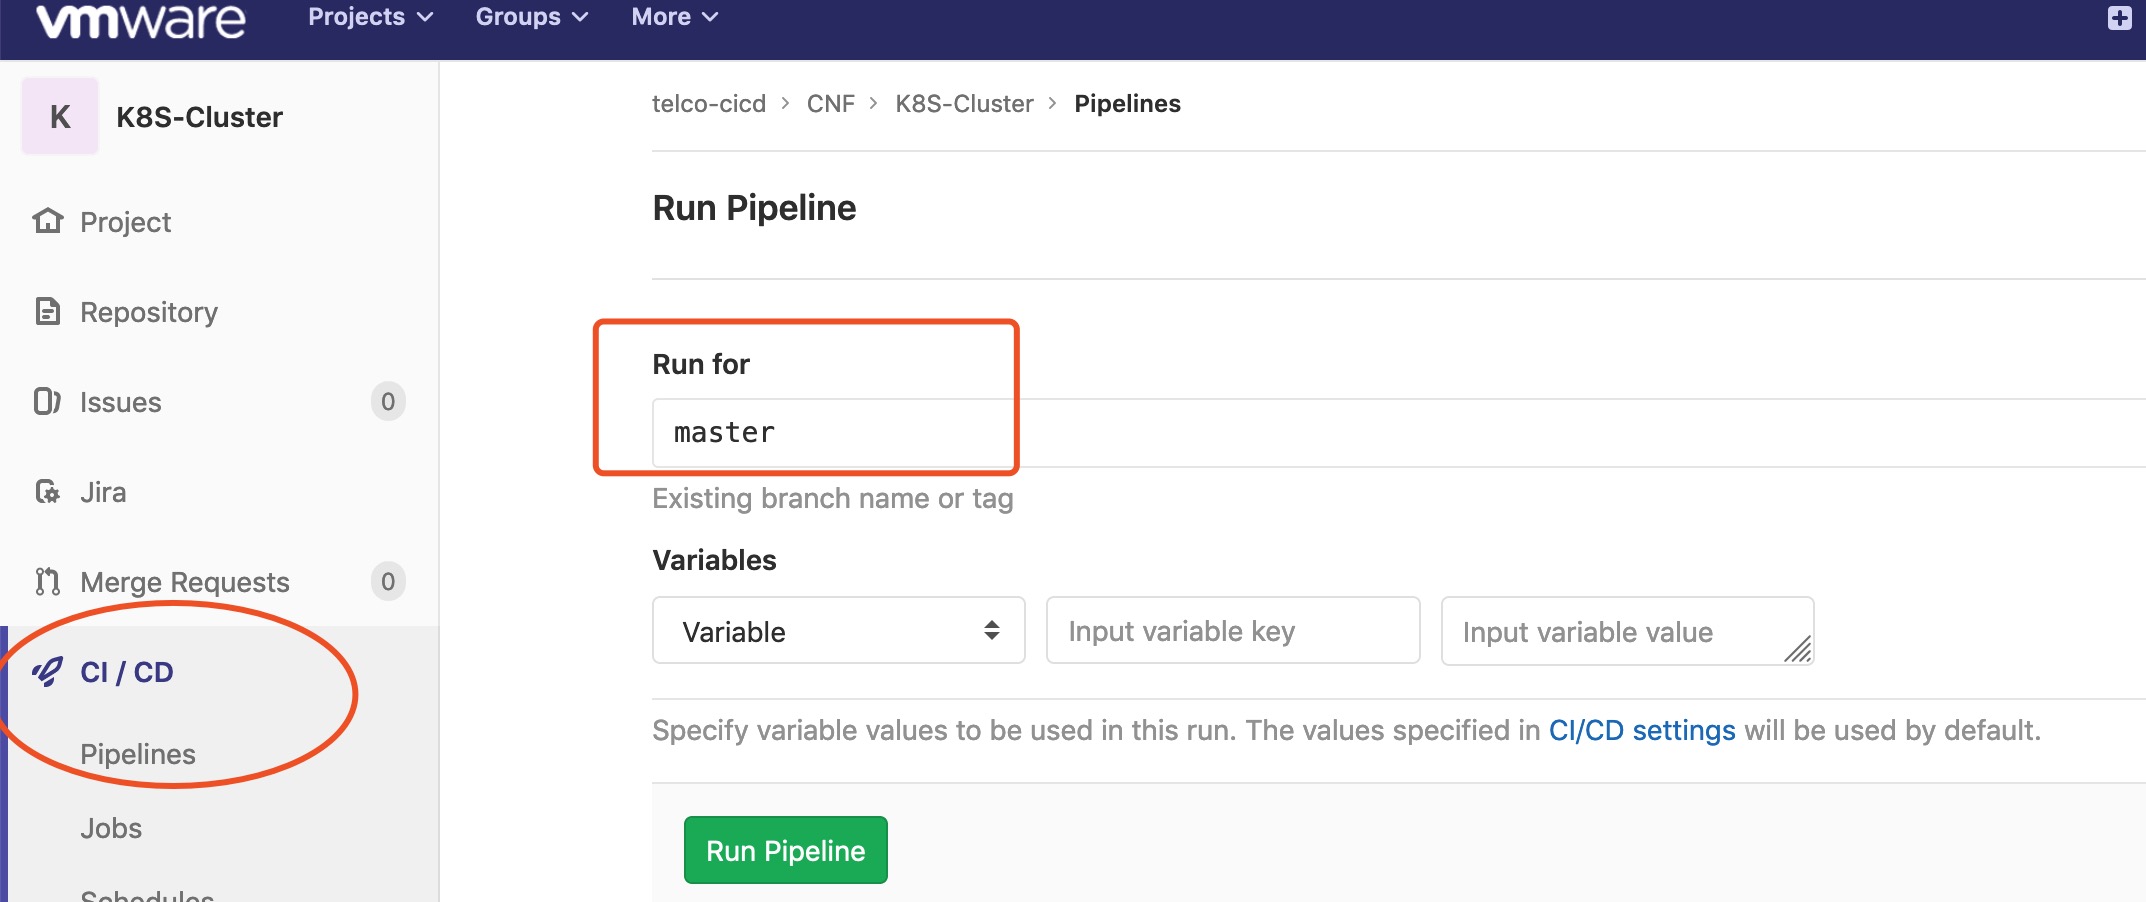 vmware Projects Groups More
K K8S-Cluster
Project
Repository
Issues 0
Jira
Merge Requests 0
CI / CD
Pipelines
Jobs
Schedules
telco-cicd > CNF > K8S-Cluster > Pipelines
Run Pipeline
Run for
master
Existing branch name or tag
Variables
Variable Input variable key Input variable value
Specify variable values to be used in this run. The values specified in CI/CD settings will be used by default.
Run Pipeline